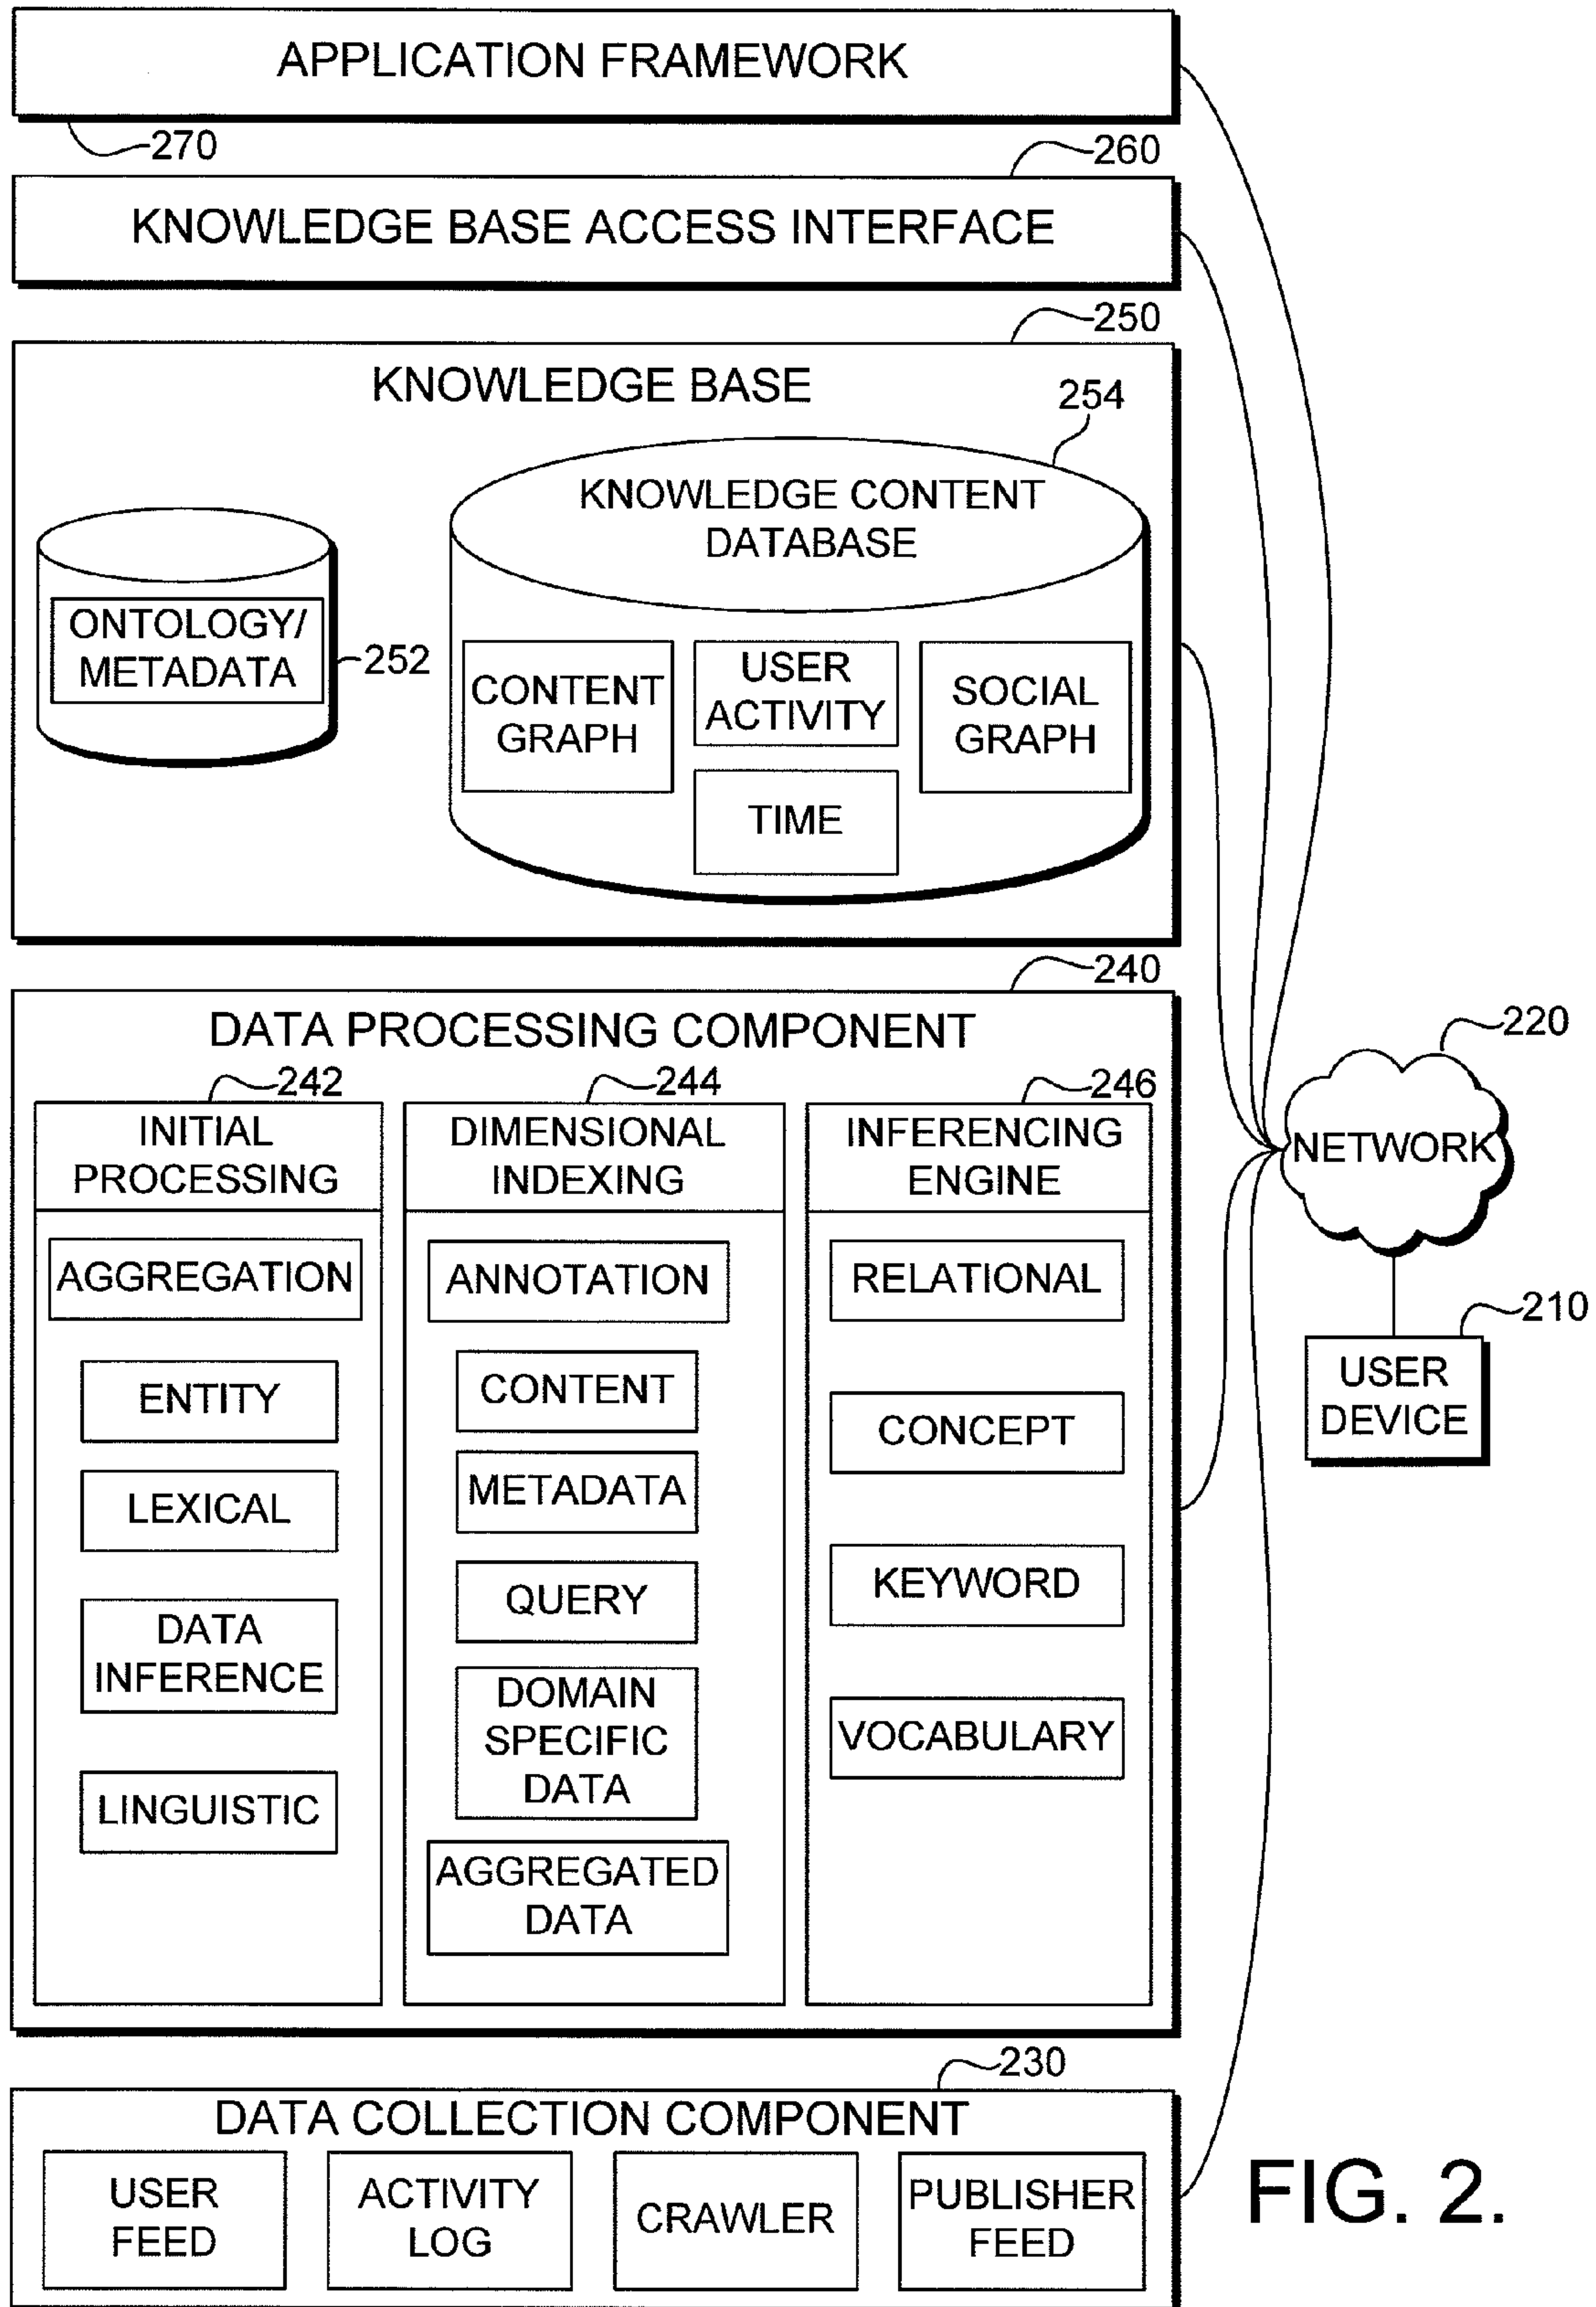 APPLICATION FRAMEWORK
270
260
KNOWLEDGE BASE ACCESS INTERFACE
250
KNOWLEDGE BASE
254
KNOWLEDGE CONTENT
DATABASE
ONTOLOGY/
METADATA
252
CONTENT
GRAPH
USER
ACTIVITY
SOCIAL
GRAPH
TIME
240
DATA PROCESSING COMPONENT
242
INITIAL
PROCESSING
AGGREGATION
ENTITY
LEXICAL
DATA
INFERENCE
LINGUISTIC
244
DIMENSIONAL
INDEXING
ANNOTATION
CONTENT
METADATA
QUERY
DOMAIN
SPECIFIC
DATA
AGGREGATED
DATA
246
INFERENCING
ENGINE
RELATIONAL
CONCEPT
KEYWORD
VOCABULARY
220
NETWORK
210
USER
DEVICE
230
DATA COLLECTION COMPONENT
USER
FEED
ACTIVITY
LOG
CRAWLER
PUBLISHER
FEED
FIG. 2.